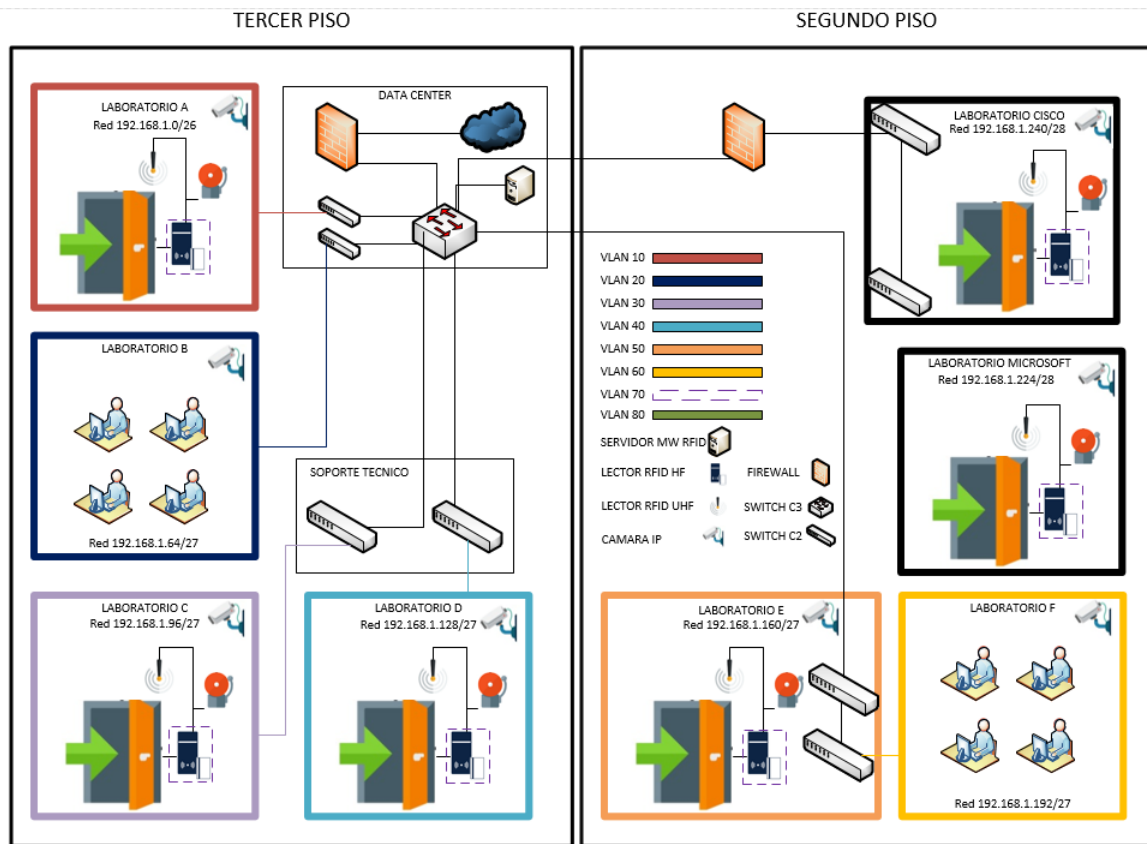 TERCER PISO
SEGUNDO PISO
LABORATORIO A
Red 192.168.1.0/26
DATA CENTER
LABORATORIO CISCO
Red 192.168.1.240/28
LABORATORIO B
Red 192.168.1.64/27
SOPORTE TECNICO
VLAN 10
VLAN 20
VLAN 30
VLAN 40
VLAN 50
VLAN 60
VLAN 70
VLAN 80
SERVIDOR MW RFID
LECTOR RFID HF
FIREWALL
LECTOR RFID UHF
SWITCH C3
CAMARA IP
SWITCH C2
LABORATORIO MICROSOFT
Red 192.168.1.224/28
LABORATORIO C
Red 192.168.1.96/27
LABORATORIO D
Red 192.168.1.128/27
LABORATORIO E
Red 192.168.1.160/27
LABORATORIO F
Red 192.168.1.192/27